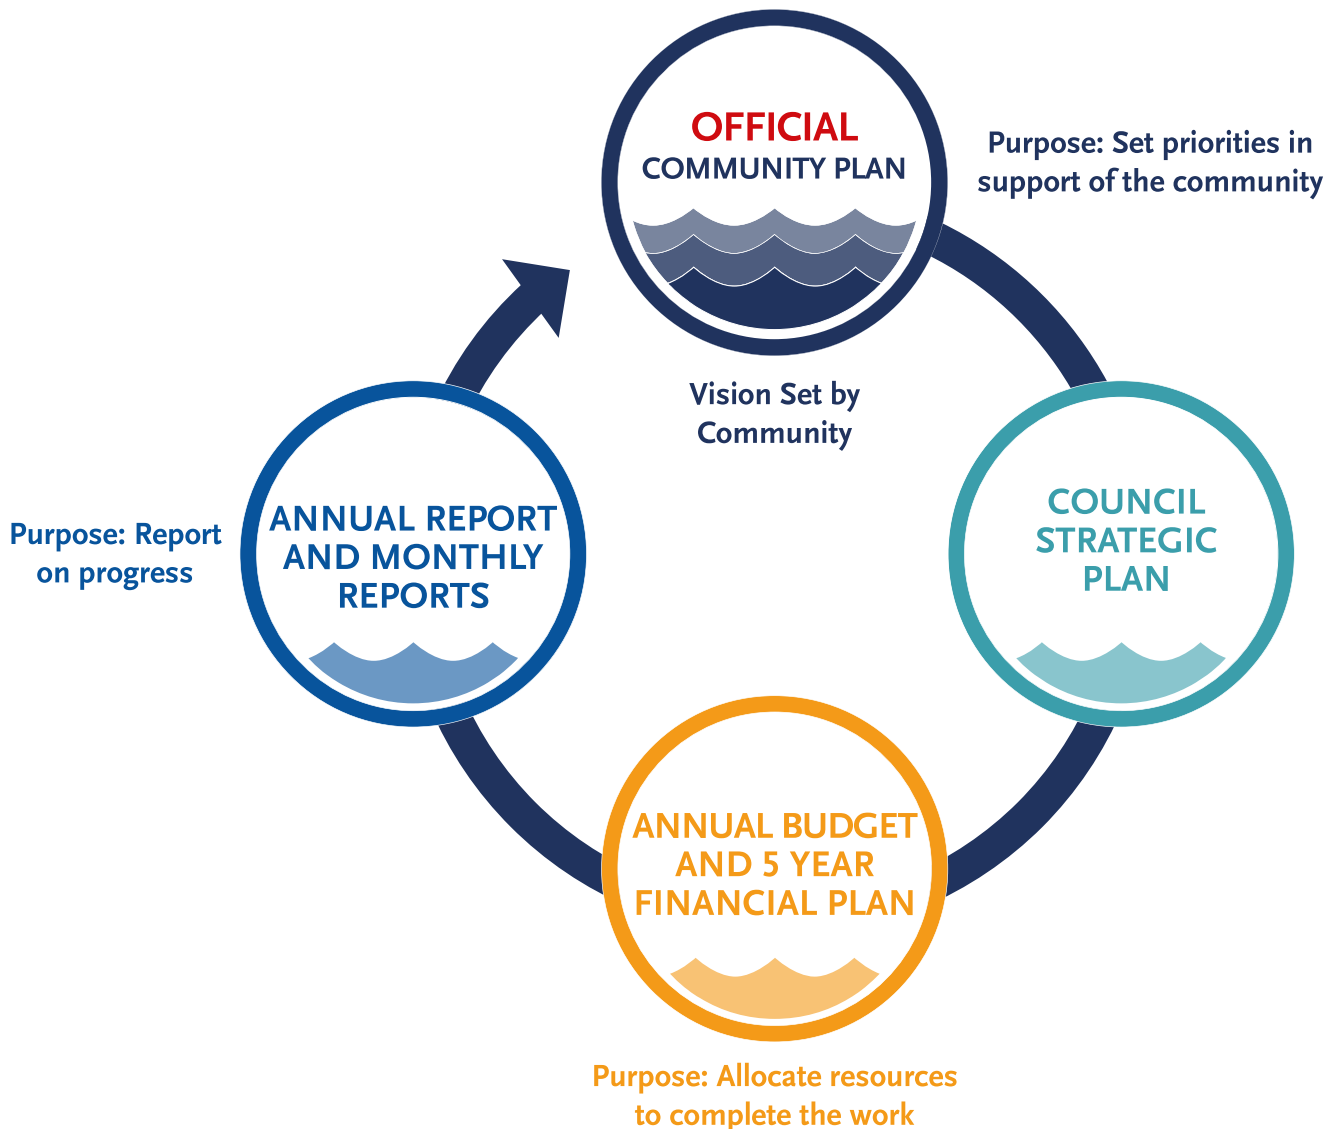 OFFICIAL
COMMUNITY PLAN
Purpose: Set priorities in
support of the community
Vision Set by
Community
COUNCIL
STRATEGIC
PLAN
ANNUAL REPORT
AND MONTHLY
REPORTS
Purpose: Report
on progress
ANNUAL BUDGET
AND 5 YEAR
FINANCIAL PLAN
Purpose: Allocate resources
to complete the work